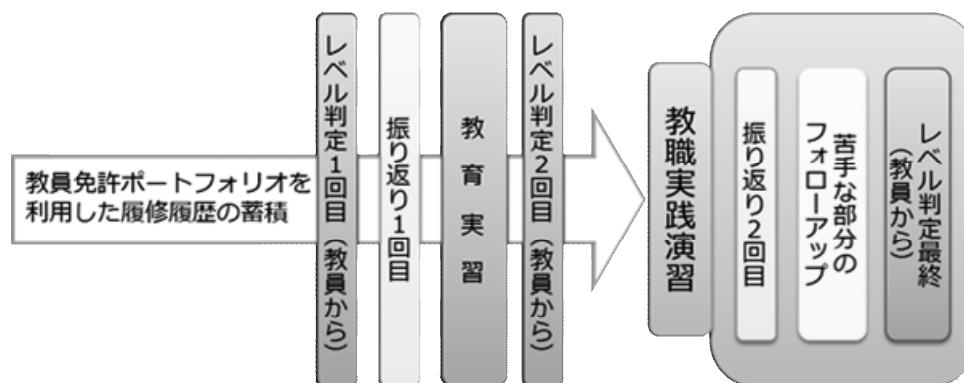 教員免許ポートフォリオを
利用した履修履歴の蓄積
レベル判定1回目（教員から）
振り返り1回目
教育実習
レベル判定2回目（教員から）
教職実践演習
振り返り2回目
苦手な部分の
フォローアップ
レベル判定最終
（教員から）